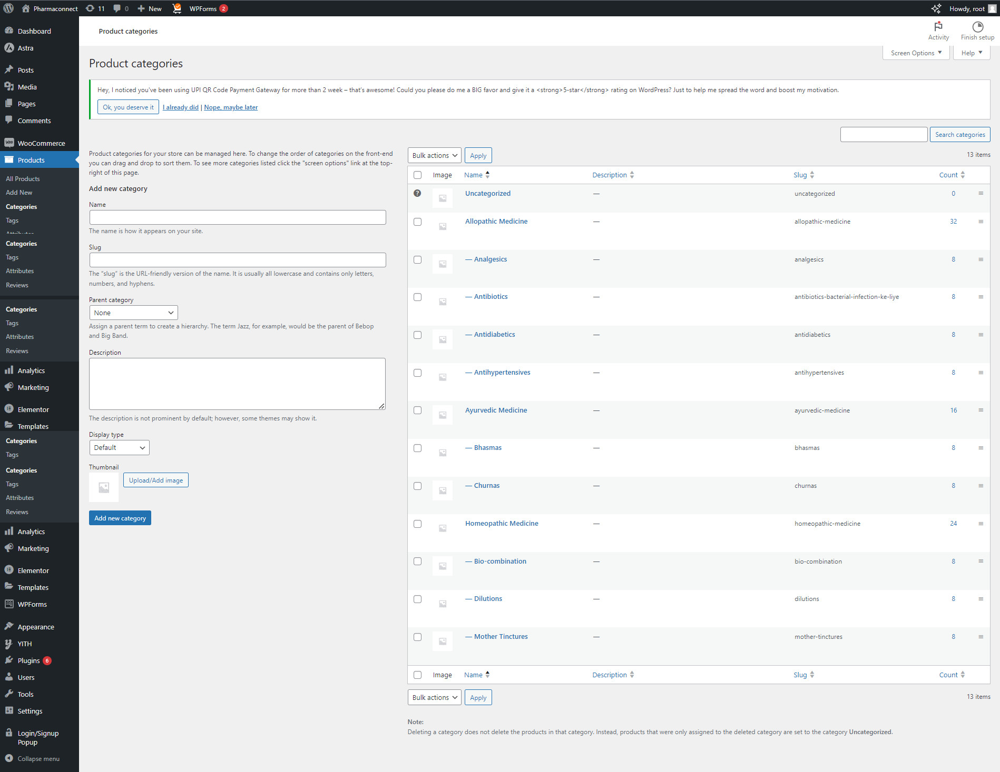 Pharmaconnect 11 0 New WPForms 2 Howdy, root
Dashboard
Astra
Posts
Media
Pages
Comments
WooCommerce
Products
All Products
Add New
Categories
Tags
Attributes
Categories
Tags
Attributes
Reviews
Categories
Tags
Attributes
Reviews
Analytics
Marketing
Elementor
Templates
Categories
Tags
Categories
Tags
Attributes
Reviews
Analytics
Marketing
Elementor
Templates
WPForms
Appearance
YITH
Plugins 6
Users
Tools
Settings
Login/Signup
Popup
Collapse menu
Product categories
Activity
Finish setup
Screen Options
Help
Product categories
Hey, I noticed you've been using UPI QR Code Payment Gateway for more than 2 week – that's awesome! Could you please do me a BIG favor and give it a <strong>5-star</strong> rating on WordPress? Just to help me spread the word and boost my motivation.
Ok, you deserve it I already did | Nope, maybe later
Search categories
Product categories for your store can be managed here. To change the order of categories on the front-end
you can drag and drop to sort them. To see more categories listed click the "screen options" link at the top-
right of this page.
Add new category
Name
The name is how it appears on your site.
Slug
The “slug” is the URL-friendly version of the name. It is usually all lowercase and contains only letters,
numbers, and hyphens.
Parent category
None
Assign a parent term to create a hierarchy. The term Jazz, for example, would be the parent of Bebop
and Big Band.
Description
The description is not prominent by default; however, some themes may show it.
Display type
Default
Thumbnail
Upload/Add image
Add new category
Bulk actions Apply 13 items
Image Name Description Slug Count
Uncategorized — uncategorized 0
Allopathic Medicine — allopathic-medicine 32
— Analgesics — analgesics 8
— Antibiotics — antibiotics-bacterial-infection-ke-liye 8
— Antidiabetics — antidiabetics 8
— Antihypertensives — antihypertensives 8
Ayurvedic Medicine — ayurvedic-medicine 16
— Bhasmas — bhasmas 8
— Churnas — churnas 8
Homeopathic Medicine — homeopathic-medicine 24
— Bio-combination — bio-combination 8
— Dilutions — dilutions 8
— Mother Tinctures — mother-tinctures 8
Image Name Description Slug Count
Bulk actions Apply 13 items
Note:
Deleting a category does not delete the products in that category. Instead, products that were only assigned to the deleted category are set to the category Uncategorized.